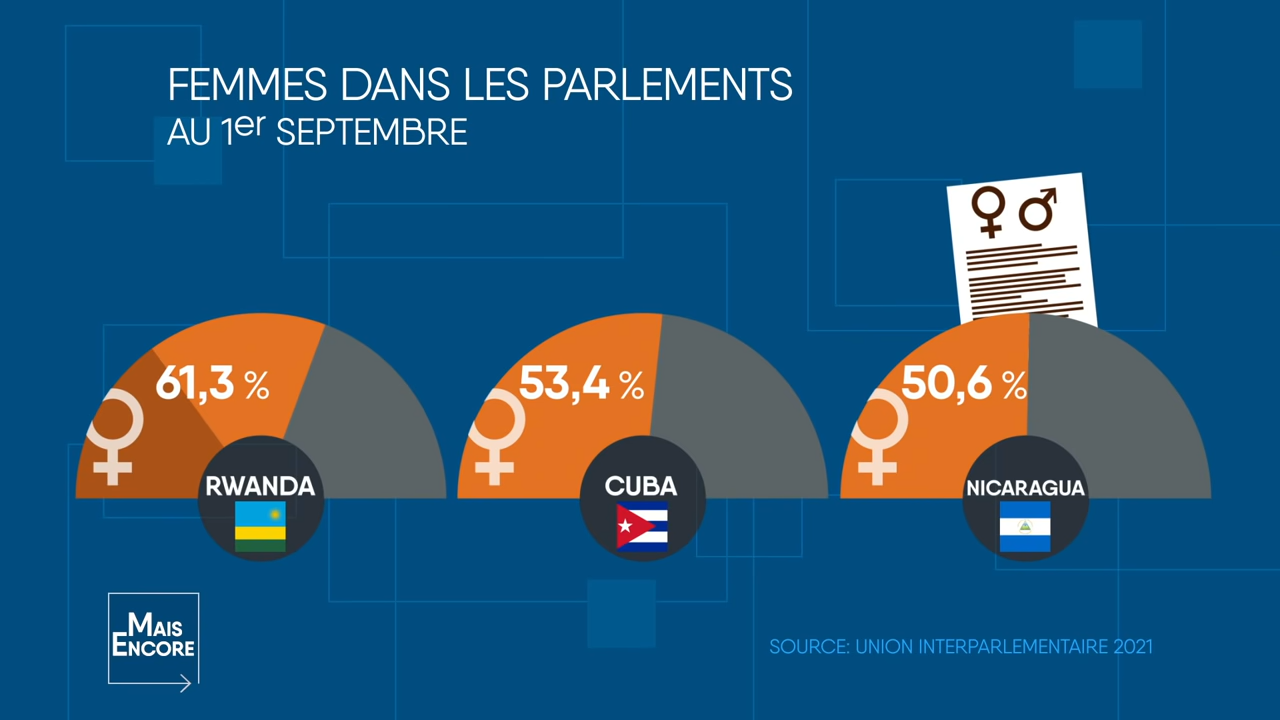 FEMMES DANS LES PARLEMENTS
AU 1er SEPTEMBRE
61,3 %
53,4 %
50,6 %
RWANDA
CUBA
NICARAGUA
MAIS
ENCORE
SOURCE: UNION INTERPARLEMENTAIRE 2021